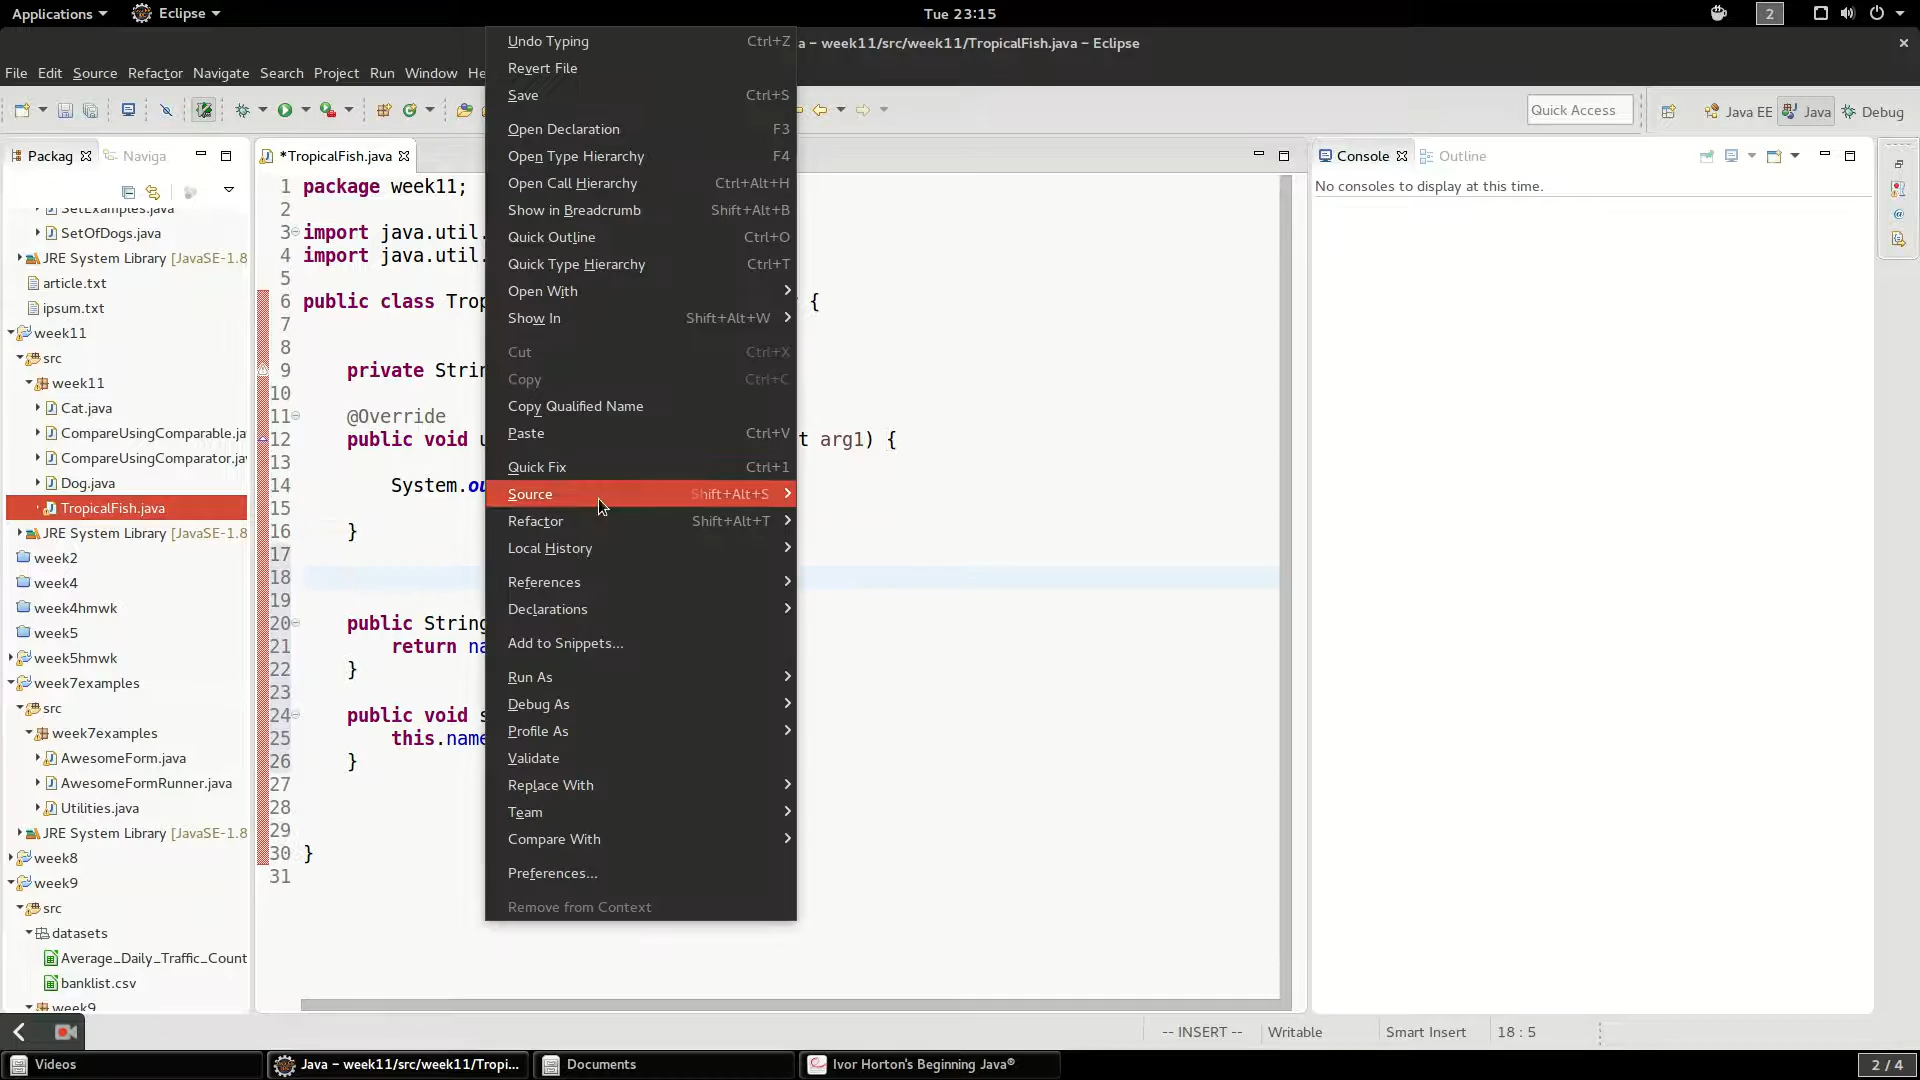 Applications Eclipse Tue 23:15 2
a – week11/src/week11/TropicalFish.java – Eclipse
File Edit Source Refactor Navigate Search Project Run Window He
Quick Access Java EE Java Debug
Packag Naviga
SetExamples.java
SetOfDogs.java
JRE System Library [JavaSE-1.8
article.txt
ipsum.txt
week11
src
week11
Cat.java
CompareUsingComparable.ja
CompareUsingComparator.jav
Dog.java
TropicalFish.java
JRE System Library [JavaSE-1.8
week2
week4
week4hmwk
week5
week5hmwk
week7examples
src
week7examples
AwesomeForm.java
AwesomeFormRunner.java
Utilities.java
JRE System Library [JavaSE-1.8
week8
week9
src
datasets
Average_Daily_Traffic_Count
banklist.csv
week9
*TropicalFish.java
1 package week11;
2
3 import java.util.
4 import java.util.
5
6 public class Trop {
7
8
9 private Strin
10
11 @Override
12 public void u t arg1) {
13
14 System.ou
15
16 }
17
18
19
20 public String
21 return na
22 }
23
24 public void s
25 this.name
26 }
27
28
29
30 }
31
Undo Typing Ctrl+Z
Revert File
Save Ctrl+S
Open Declaration F3
Open Type Hierarchy F4
Open Call Hierarchy Ctrl+Alt+H
Show in Breadcrumb Shift+Alt+B
Quick Outline Ctrl+O
Quick Type Hierarchy Ctrl+T
Open With
Show In Shift+Alt+W
Cut Ctrl+X
Copy Ctrl+C
Copy Qualified Name
Paste Ctrl+V
Quick Fix Ctrl+1
Source Shift+Alt+S
Refactor Shift+Alt+T
Local History
References
Declarations
Add to Snippets...
Run As
Debug As
Profile As
Validate
Replace With
Team
Compare With
Preferences...
Remove from Context
Console Outline
No consoles to display at this time.
-- INSERT -- Writable Smart Insert 18 : 5
Videos Java – week11/src/week11/Tropi... Documents Ivor Horton's Beginning Java® 2 / 4